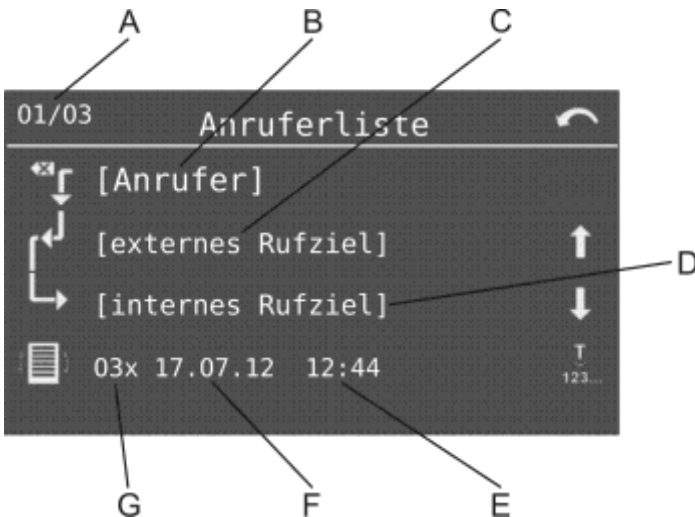 A B C
01/03 Anruferliste
[Anrufer]
[externes Rufziel]
D
[internes Rufziel]
T
03x 17.07.12 12:44
123...
G F E